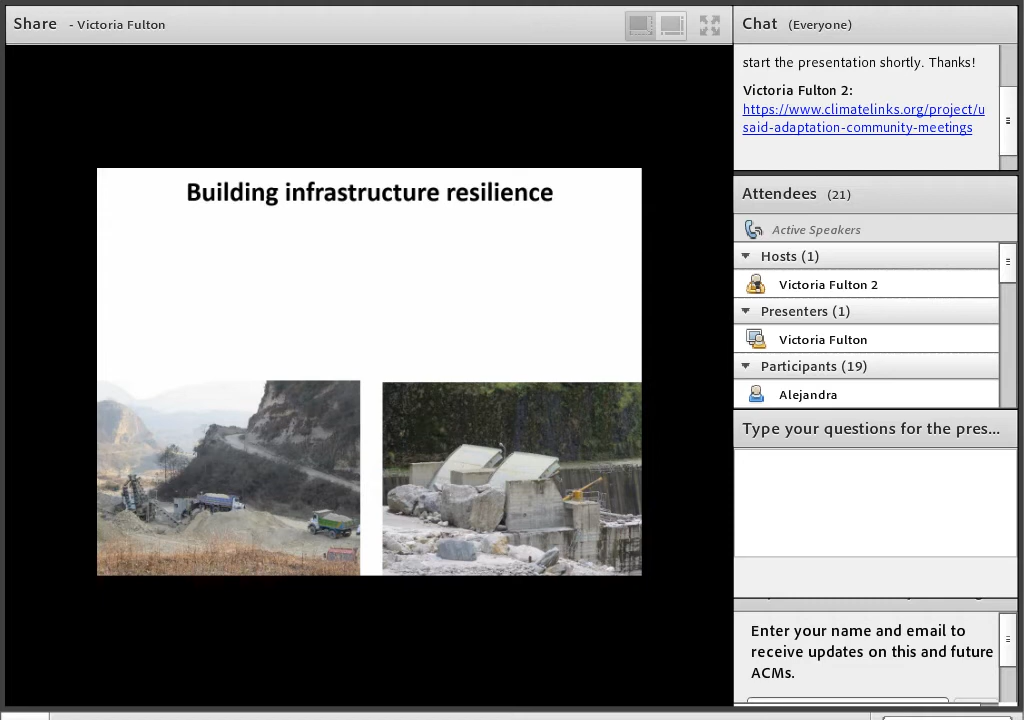 Share - Victoria Fulton
Building infrastructure resilience
Chat (Everyone)
start the presentation shortly. Thanks!
Victoria Fulton 2:
https://www.climatelinks.org/project/u
said-adaptation-community-meetings
Attendees (21)
Active Speakers
Hosts (1)
Victoria Fulton 2
Presenters (1)
Victoria Fulton
Participants (19)
Alejandra
Type your questions for the pres...
Enter your name and email to
receive updates on this and future
ACMs.